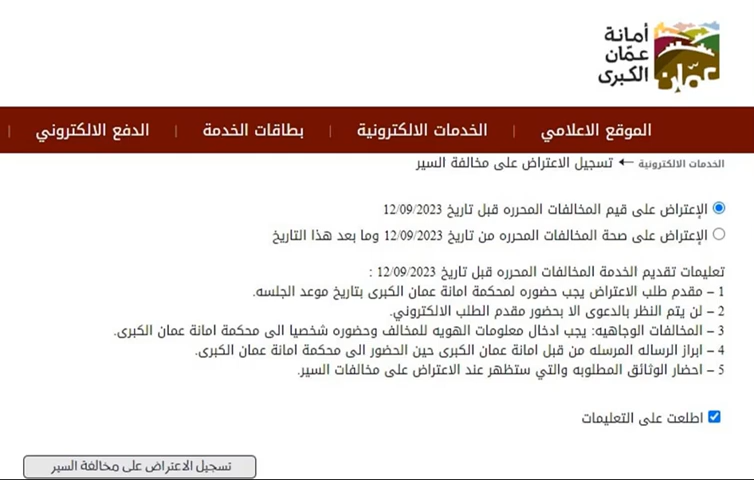 أمانة
عمّان
الكبرى
عمّان
الموقع الاعلامي | الخدمات الالكترونية | بطاقات الخدمة | الدفع الالكتروني |
الخدمات الالكترونية ← تسجيل الاعتراض على مخالفة السير
الإعتراض على قيم المخالفات المحرره قبل تاريخ 12/09/2023
الإعتراض على صحة المخالفات المحرره من تاريخ 12/09/2023 وما بعد هذا التاريخ
تعليمات تقديم الخدمة المخالفات المحرره قبل تاريخ 12/09/2023 :
1 – مقدم طلب الاعتراض يجب حضوره لمحكمة امانة عمان الكبرى بتاريخ موعد الجلسه.
2 – لن يتم النظر بالدعوى الا بحضور مقدم الطلب الالكتروني.
3 – المخالفات الوجاهيه: يجب ادخال معلومات الهويه للمخالف وحضوره شخصيا الى محكمة امانة عمان الكبرى.
4 – ابراز الرساله المرسله من قبل امانة عمان الكبرى حين الحضور الى محكمة امانة عمان الكبرى.
5 – احضار الوثائق المطلوبه والتي ستظهر عند الاعتراض على مخالفات السير.
اطلعت على التعليمات
تسجيل الاعتراض على مخالفة السير